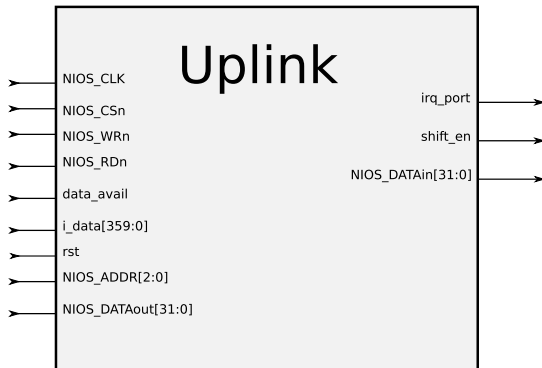 Uplink
NIOS_CLK
NIOS_CSn
NIOS_WRn
NIOS_RDn
data_avail
i_data[359:0]
rst
NIOS_ADDR[2:0]
NIOS_DATAout[31:0]
irq_port
shift_en
NIOS_DATAin[31:0]